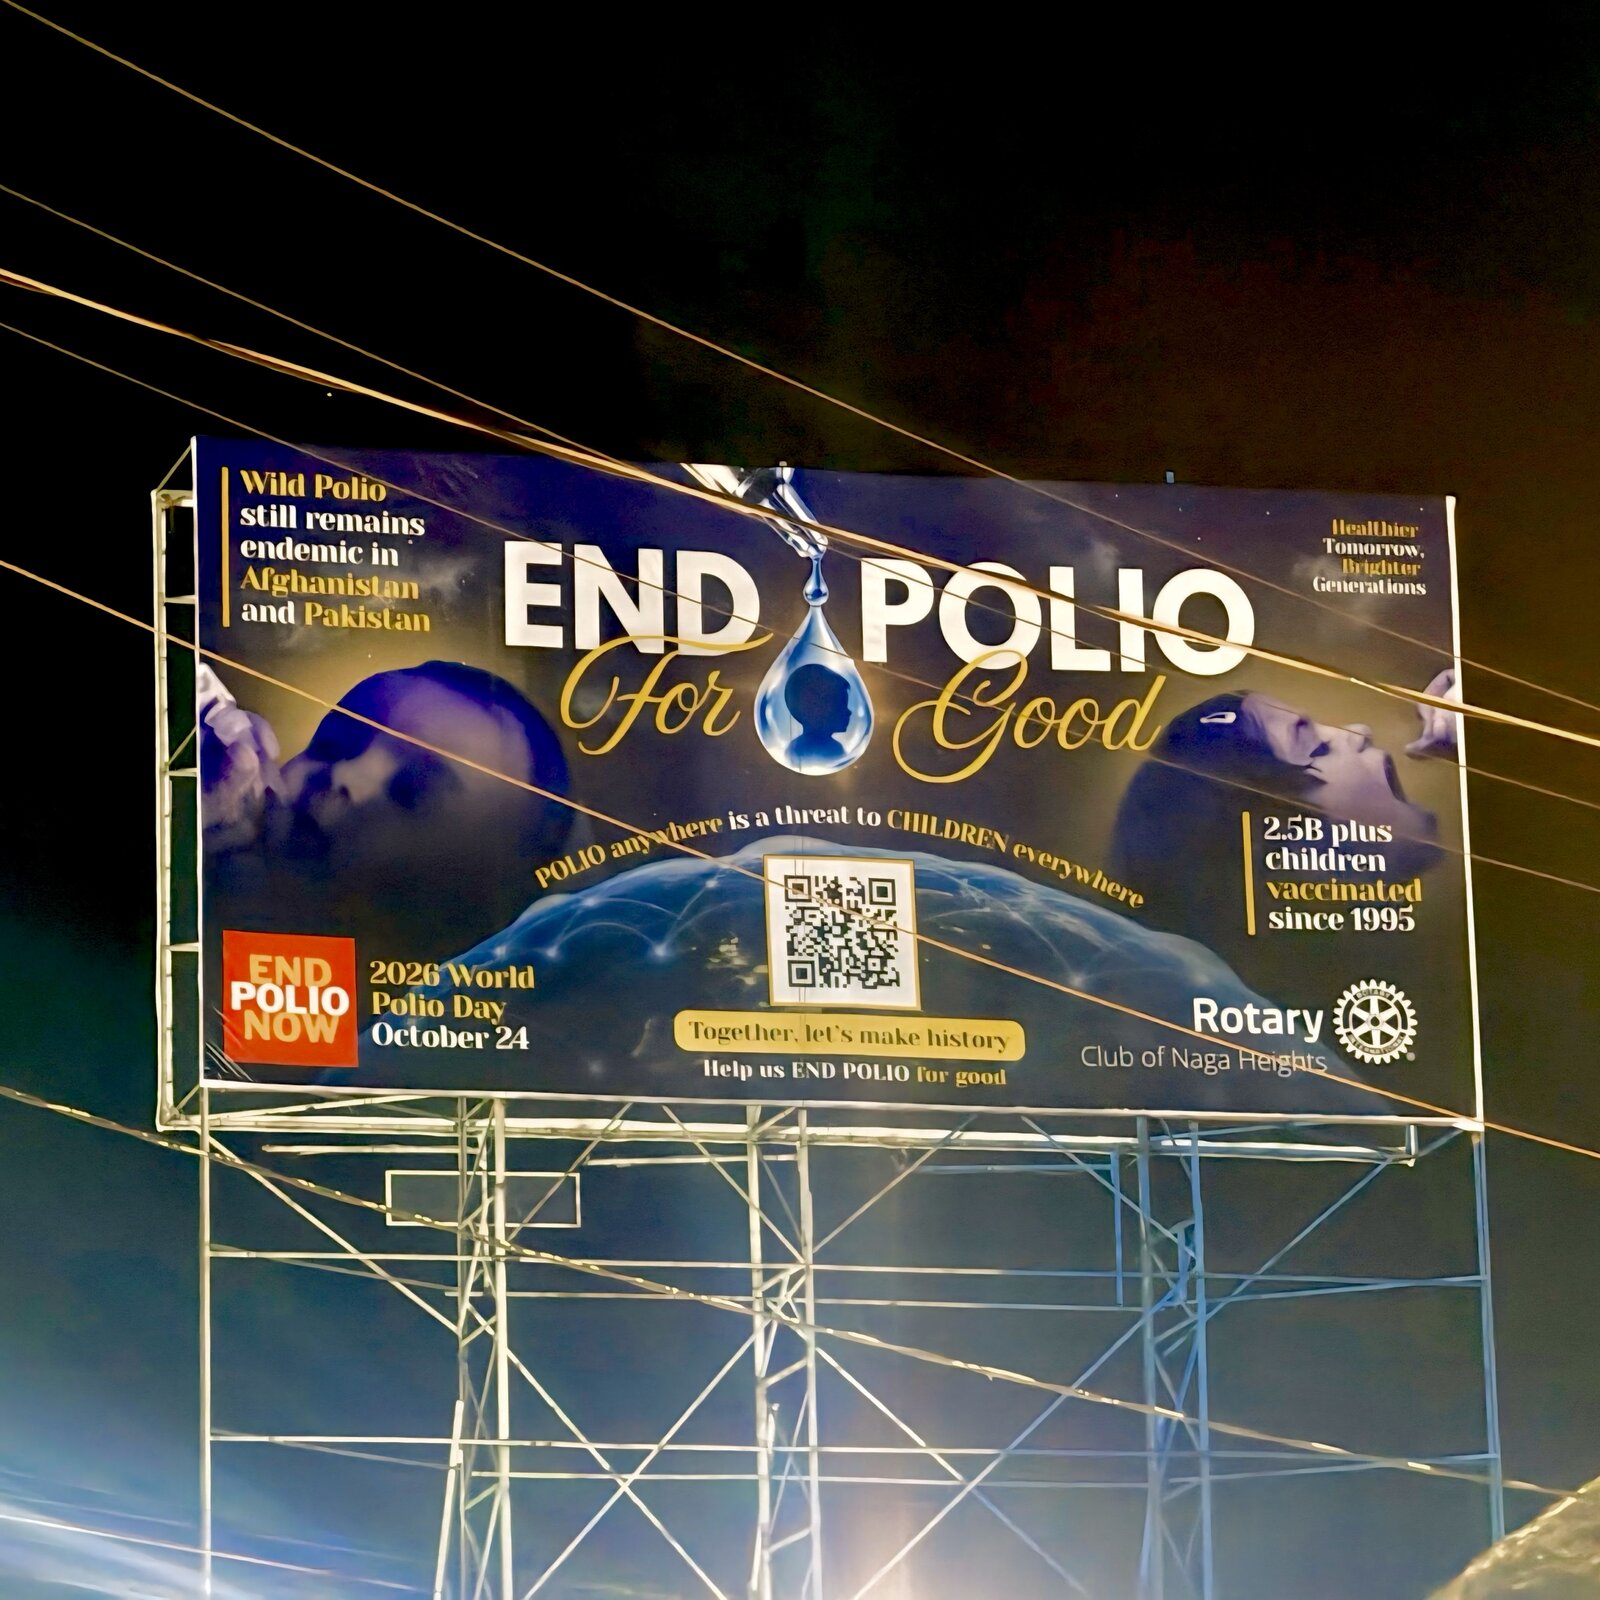 Wild Polio
still remains
endemic in
Afghanistan
and Pakistan
END POLIO
For Good
Healthier
Tomorrow,
Brighter
Generations
POLIO anywhere is a threat to CHILDREN everywhere
2.5B plus
children
vaccinated
since 1995
END
POLIO
NOW
2026 World
Polio Day
October 24
Together, let's make history
Help us END POLIO for good
Rotary
Club of Naga Heights
ROTARY
INTERNATIONAL